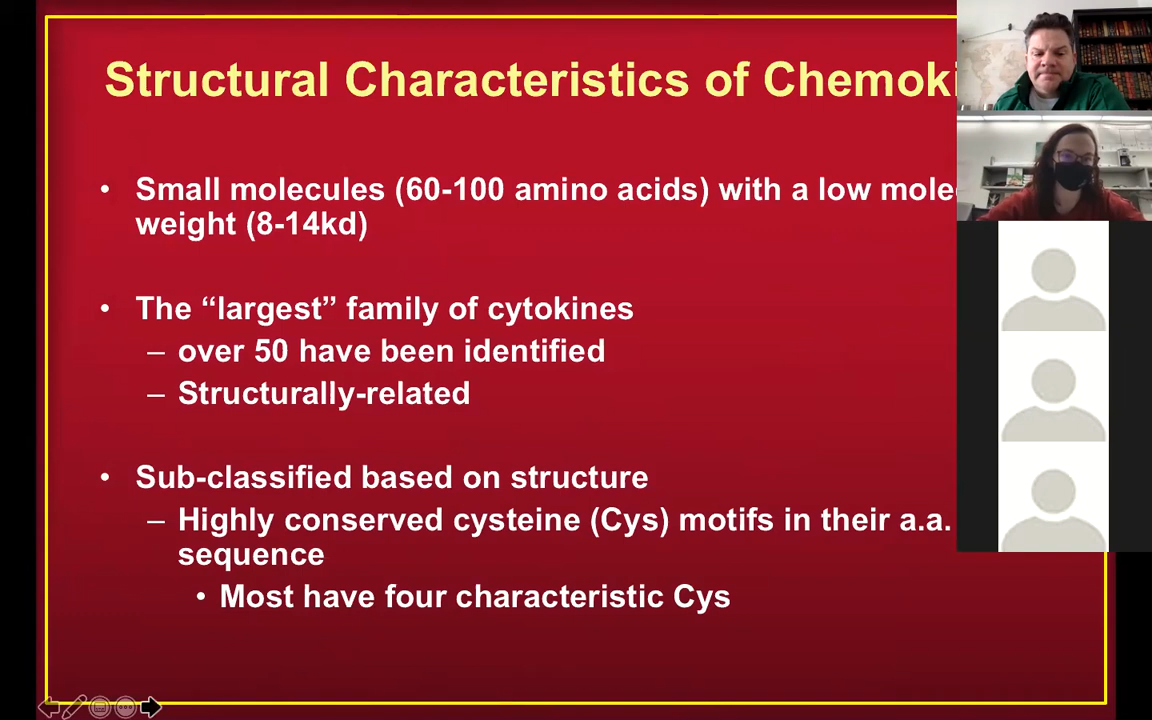 Structural Characteristics of Chemoki
• Small molecules (60-100 amino acids) with a low mole
weight (8-14kd)
• The “largest” family of cytokines
– over 50 have been identified
– Structurally-related
• Sub-classified based on structure
– Highly conserved cysteine (Cys) motifs in their a.a.
sequence
• Most have four characteristic Cys